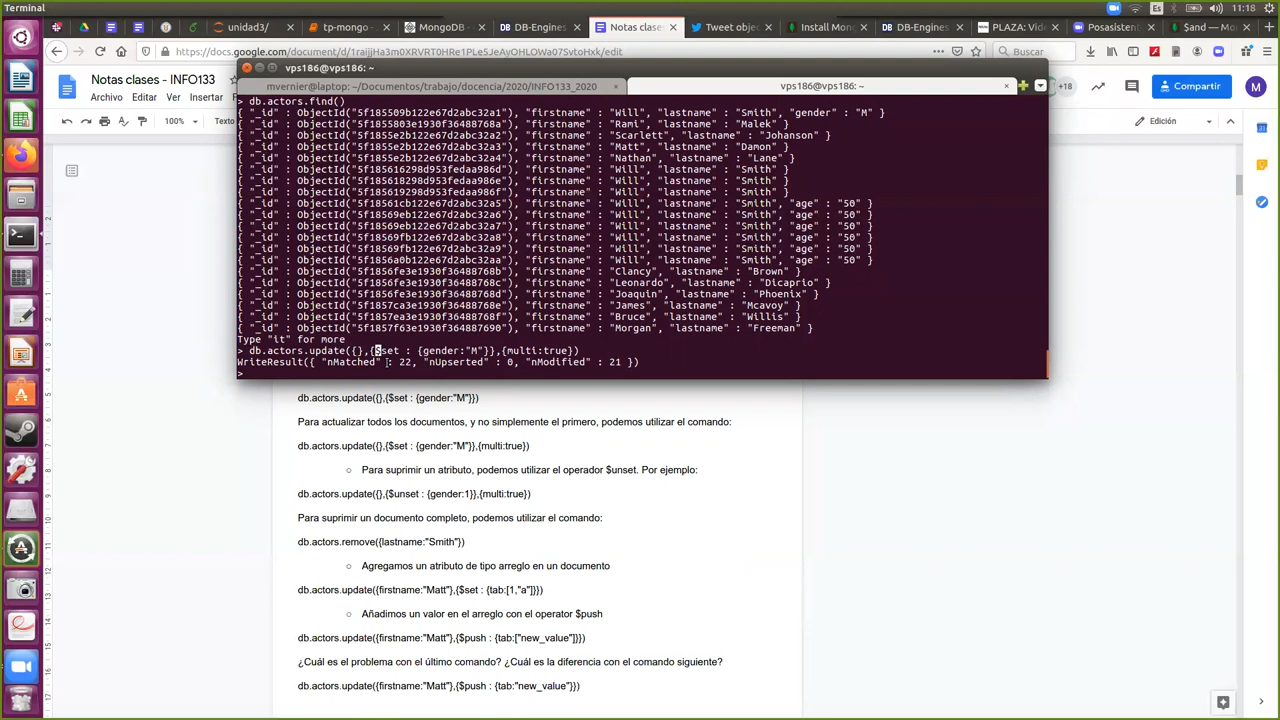 Terminal
Es
11:18
unidad3/
tp-mongo -
MongoDB -
DB-Engines
DB-Engines
Notas clase
Tweet obje
Install Mong
DB-Engines
PLAZA: Vide
Posasistente
$and — Mon
https://docs.google.com/document/d/1raijjHa3m0XRVRT0HRe1PLe5JeAyOHLOWa07SvtoHxk/edit
Buscar
Notas clases - INFO133
Archivo Editar Ver Insertar
+18
Compartir
M
100%
Texto
Edición
vps186@vps186: ~
mvernier@laptop: ~/Documentos/trabajo/docencia/2020/INFO133_2020
vps186@vps186: ~
> db.actors.find()
{ "_id" : ObjectId("5f1855509b122e67d2abc32a1"), "firstname" : "Will", "lastname" : "Smith", "gender" : "M" }
{ "_id" : ObjectId("5f1855803e1930f36488768a"), "firstname" : "Rami", "lastname" : "Malek" }
{ "_id" : ObjectId("5f1855e2b122e67d2abc32a2"), "firstname" : "Scarlett", "lastname" : "Johanson" }
{ "_id" : ObjectId("5f1855e2b122e67d2abc32a3"), "firstname" : "Matt", "lastname" : "Damon" }
{ "_id" : ObjectId("5f1855e2b122e67d2abc32a4"), "firstname" : "Nathan", "lastname" : "Lane" }
{ "_id" : ObjectId("5f185616298d953fedaa986d"), "firstname" : "Will", "lastname" : "Smith" }
{ "_id" : ObjectId("5f185618298d953fedaa986e"), "firstname" : "Will", "lastname" : "Smith" }
{ "_id" : ObjectId("5f185619298d953fedaa986f"), "firstname" : "Will", "lastname" : "Smith" }
{ "_id" : ObjectId("5f18561cb122e67d2abc32a5"), "firstname" : "Will", "lastname" : "Smith", "age" : "50" }
{ "_id" : ObjectId("5f18569eb122e67d2abc32a6"), "firstname" : "Will", "lastname" : "Smith", "age" : "50" }
{ "_id" : ObjectId("5f18569fb122e67d2abc32a7"), "firstname" : "Will", "lastname" : "Smith", "age" : "50" }
{ "_id" : ObjectId("5f18569fb122e67d2abc32a8"), "firstname" : "Will", "lastname" : "Smith", "age" : "50" }
{ "_id" : ObjectId("5f18569fb122e67d2abc32a9"), "firstname" : "Will", "lastname" : "Smith", "age" : "50" }
{ "_id" : ObjectId("5f1856a0b122e67d2abc32aa"), "firstname" : "Will", "lastname" : "Smith", "age" : "50" }
{ "_id" : ObjectId("5f1856fe3e1930f36488768b"), "firstname" : "Clancy", "lastname" : "Brown" }
{ "_id" : ObjectId("5f1856fe3e1930f36488768c"), "firstname" : "Leonardo", "lastname" : "Dicaprio" }
{ "_id" : ObjectId("5f1856fe3e1930f36488768d"), "firstname" : "Joaquin", "lastname" : "Phoenix" }
{ "_id" : ObjectId("5f1857ca3e1930f36488768e"), "firstname" : "James", "lastname" : "Mcavoy" }
{ "_id" : ObjectId("5f1857ea3e1930f36488768f"), "firstname" : "Bruce", "lastname" : "Willis" }
{ "_id" : ObjectId("5f1857f63e1930f364887690"), "firstname" : "Morgan", "lastname" : "Freeman" }
Type "it" for more
> db.actors.update({},{$set : {gender:"M"}},{multi:true})
WriteResult({ "nMatched" : 22, "nUpserted" : 0, "nModified" : 21 })
>
db.actors.update({},{$set : {gender:"M"}})
Para actualizar todos los documentos, y no simplemente el primero, podemos utilizar el comando:
db.actors.update({},{$set : {gender:"M"}},{multi:true})
○ Para suprimir un atributo, podemos utilizar el operador $unset. Por ejemplo:
db.actors.update({},{$unset : {gender:1}},{multi:true})
Para suprimir un documento completo, podemos utilizar el comando:
db.actors.remove({lastname:"Smith"})
○ Agregamos un atributo de tipo arreglo en un documento
db.actors.update({firstname:"Matt"},{$set : {tab:[1,"a"]}})
○ Añadimos un valor en el arreglo con el operator $push
db.actors.update({firstname:"Matt"},{$push : {tab:["new_value"]}})
¿Cuál es el problema con el último comando? ¿Cuál es la diferencia con el comando siguiente?
db.actors.update({firstname:"Matt"},{$push : {tab:"new_value"}})